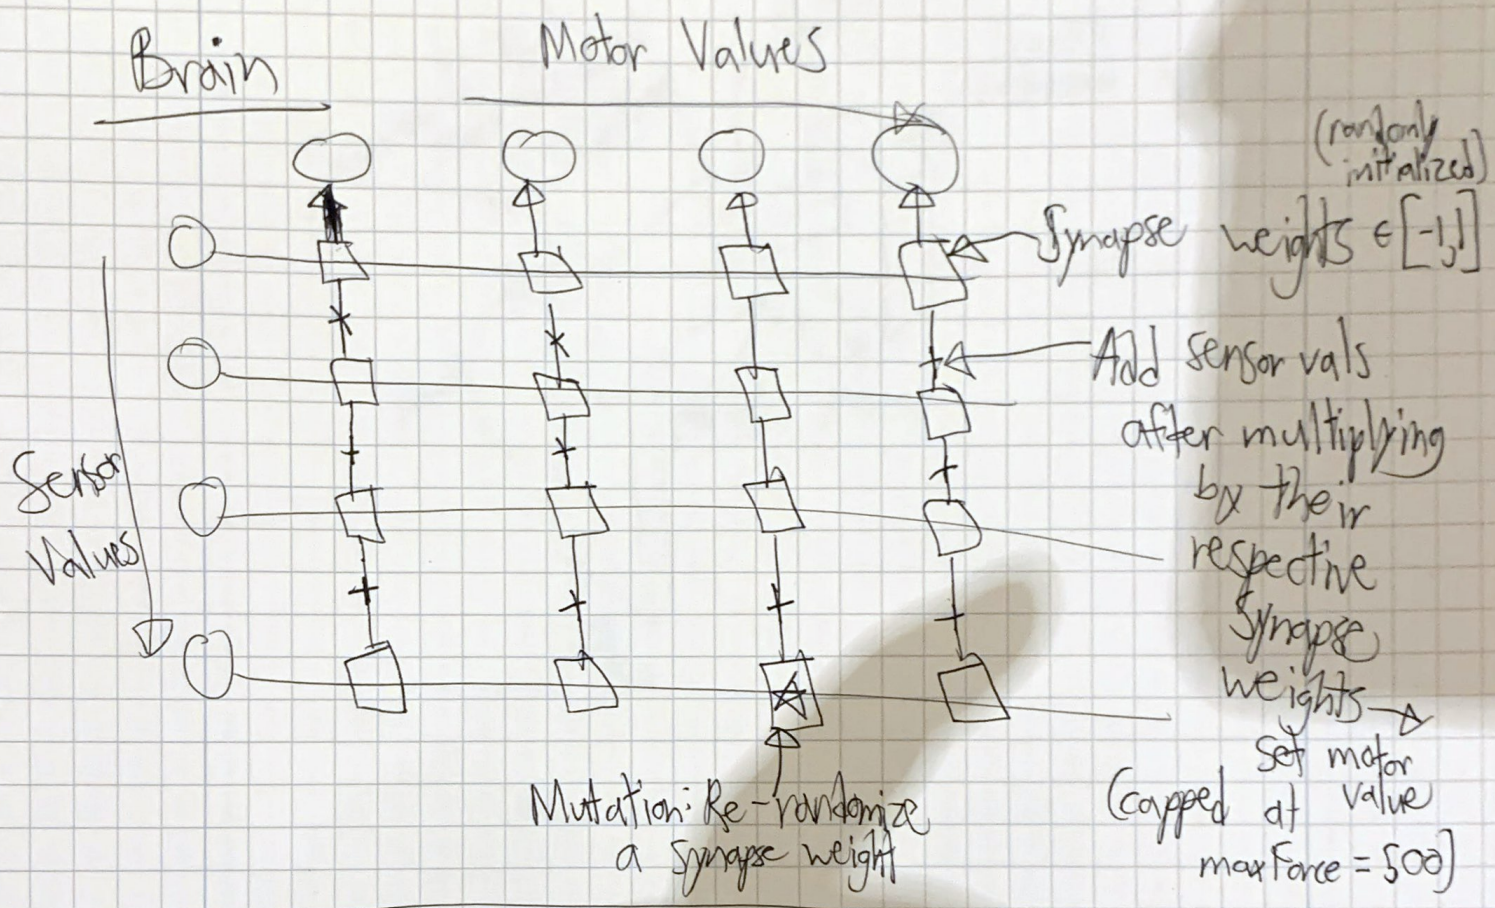 Brain
Motor Values
(randomly
initialized)
Synapse weights ∈ [-1,1]
Add sensor vals
after multiplying
by their
respective
Synapse
weights
Set motor
value
(capped at
maxForce = 500)
Sensor
Values
Mutation: Re-randomize
a synapse weight